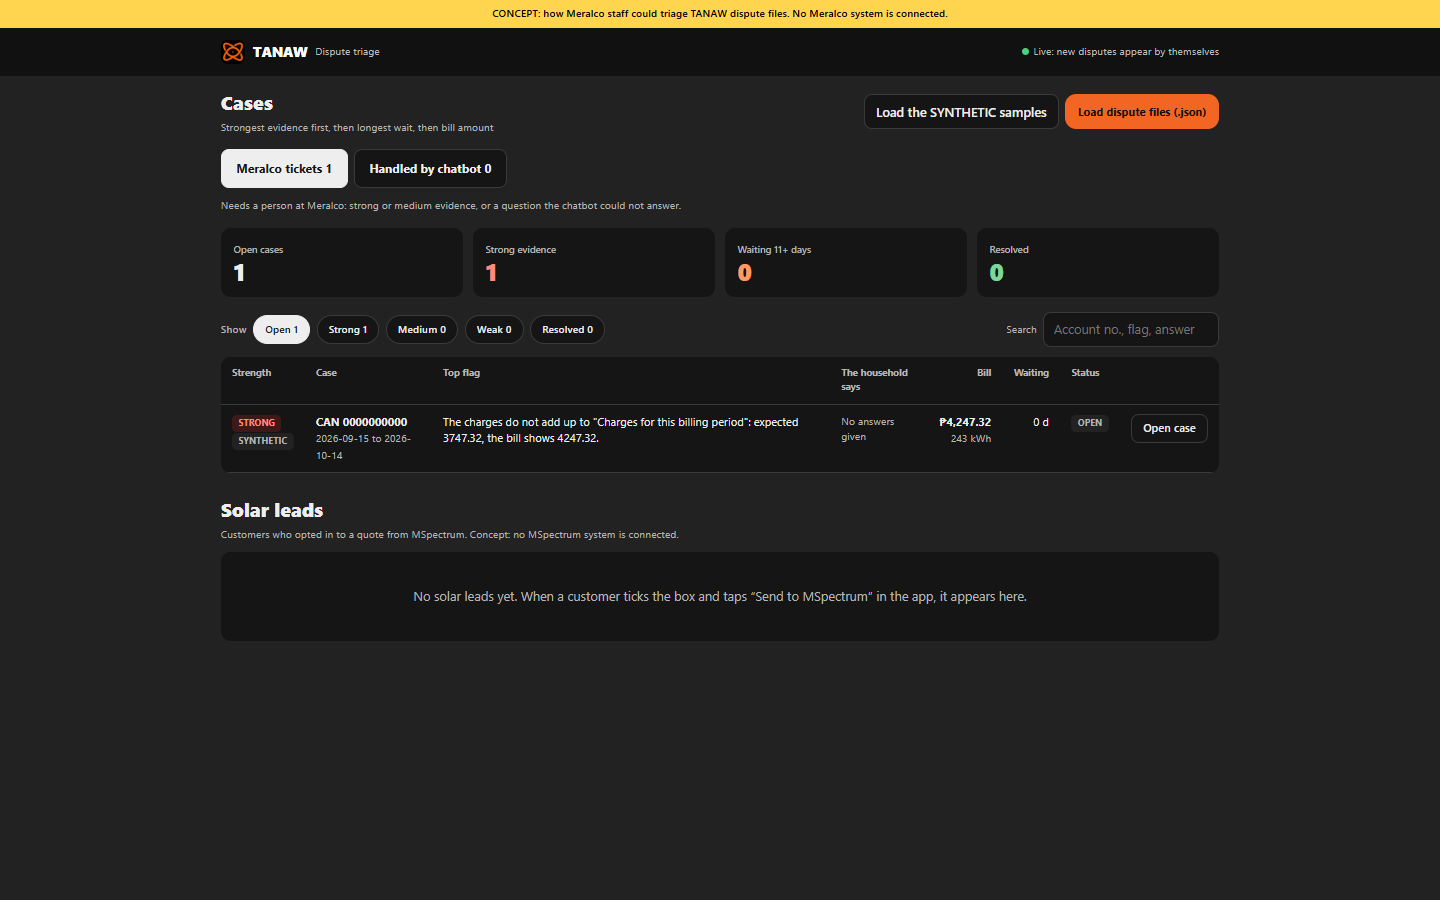 CONCEPT: how Meralco staff could triage TANAW dispute files. No Meralco system is connected.
TANAW Dispute triage
Live: new disputes appear by themselves
Cases
Strongest evidence first, then longest wait, then bill amount
Load the SYNTHETIC samples
Load dispute files (.json)
Meralco tickets 1
Handled by chatbot 0
Needs a person at Meralco: strong or medium evidence, or a question the chatbot could not answer.
Open cases
1
Strong evidence
1
Waiting 11+ days
0
Resolved
0
Show
Open 1
Strong 1
Medium 0
Weak 0
Resolved 0
Search
Account no., flag, answer
Strength
Case
Top flag
The household
says
Bill
Waiting
Status
STRONG
SYNTHETIC
CAN 0000000000
2026-09-15 to 2026-
10-14
The charges do not add up to “Charges for this billing period”: expected
3747.32, the bill shows 4247.32.
No answers
given
₱4,247.32
243 kWh
0 d
OPEN
Open case
Solar leads
Customers who opted in to a quote from MSpectrum. Concept: no MSpectrum system is connected.
No solar leads yet. When a customer ticks the box and taps “Send to MSpectrum” in the app, it appears here.